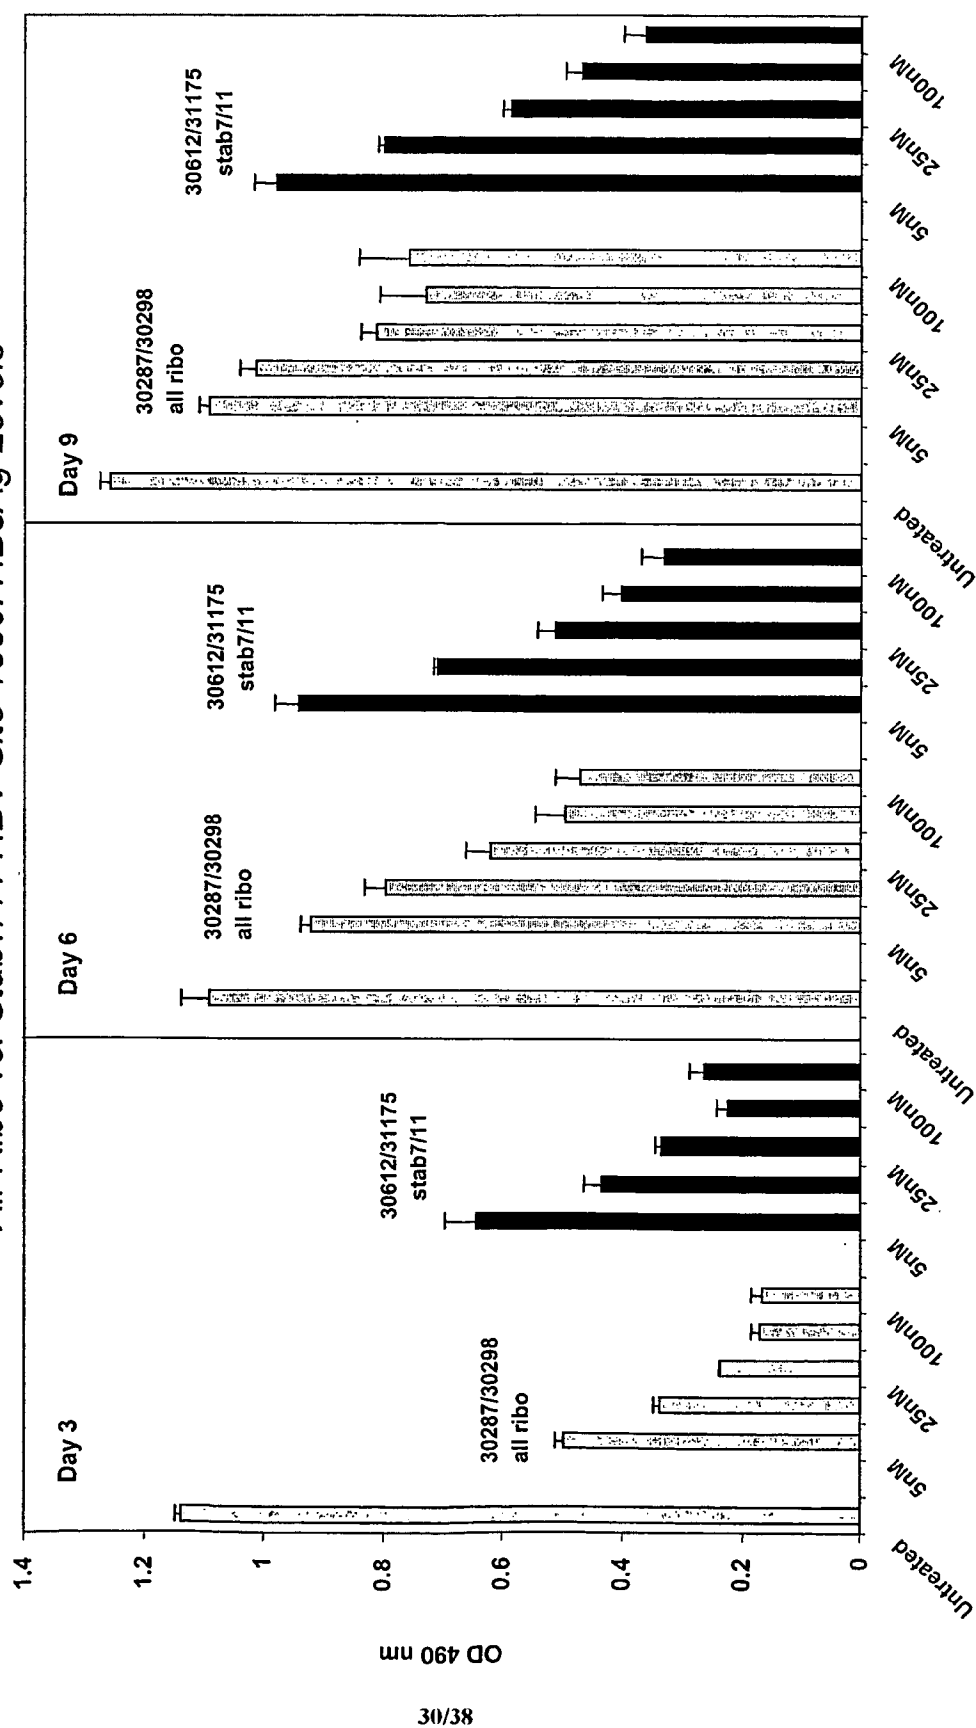 Day 3
Day 6
Day 9
30287/30298
all ribo
30612/31175
stab7/11
30287/30298
all ribo
30612/31175
stab7/11
30287/30298
all ribo
30612/31175
stab7/11
OD 490 nm
1.4
1.2
1
0.8
0.6
0.4
0.2
0
Untreated
5nM
25nM
100nM
5nM
25nM
100nM
Untreated
5nM
25nM
100nM
5nM
25nM
100nM
Untreated
5nM
25nM
100nM
5nM
25nM
100nM
30/38